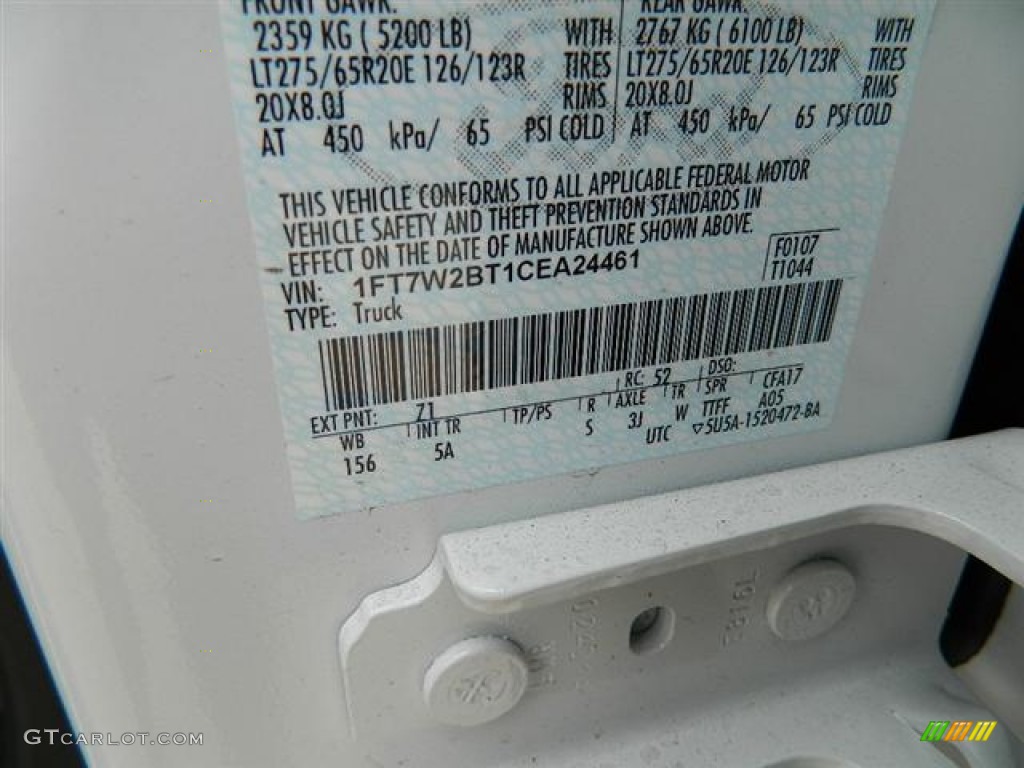 FRONT GAWR: REAR GAWR:
2359 KG ( 5200 LB) WITH 2767 KG ( 6100 LB) WITH
LT275/65R20E 126/123R TIRES LT275/65R20E 126/123R TIRES
20X8.0J RIMS 20X8.0J RIMS
AT 450 kPa/ 65 PSI COLD AT 450 kPa/ 65 PSI COLD
THIS VEHICLE CONFORMS TO ALL APPLICABLE FEDERAL MOTOR
VEHICLE SAFETY AND THEFT PREVENTION STANDARDS IN
EFFECT ON THE DATE OF MANUFACTURE SHOWN ABOVE.
VIN: 1FT7W2BT1CEA24461 F0107
TYPE: Truck T1044
EXT PNT: Z1 RC: 52 DSO:
WB INT TR TP/PS R AXLE TR SPR CFA17
156 5A S 3J W TTFF A05
UTC ▽5U5A-1520472-BA
GTCARLOT.COM